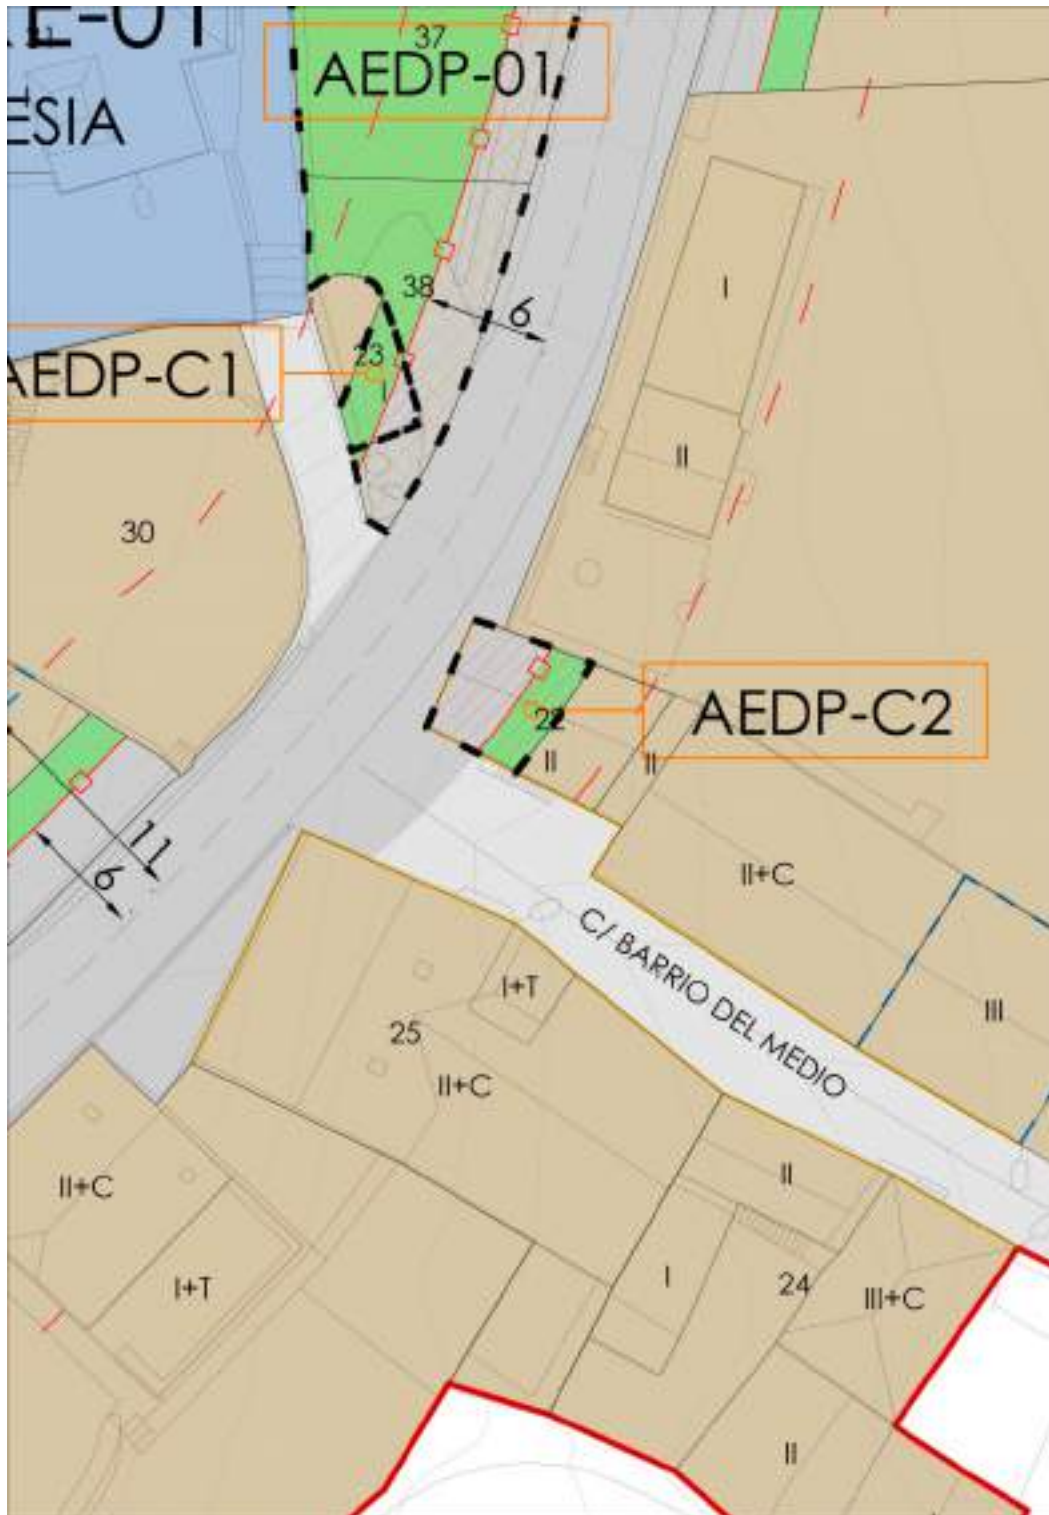 E-01
37
AEDP-01
ESIA
I
38
6
AEDP-C1
23
I
II
30
22
AEDP-C2
II
II
11
6
II+C
C/ BARRIO DEL MEDIO
I+T
III
25
II+C
II
II+C
I
24
III+C
I+T
II